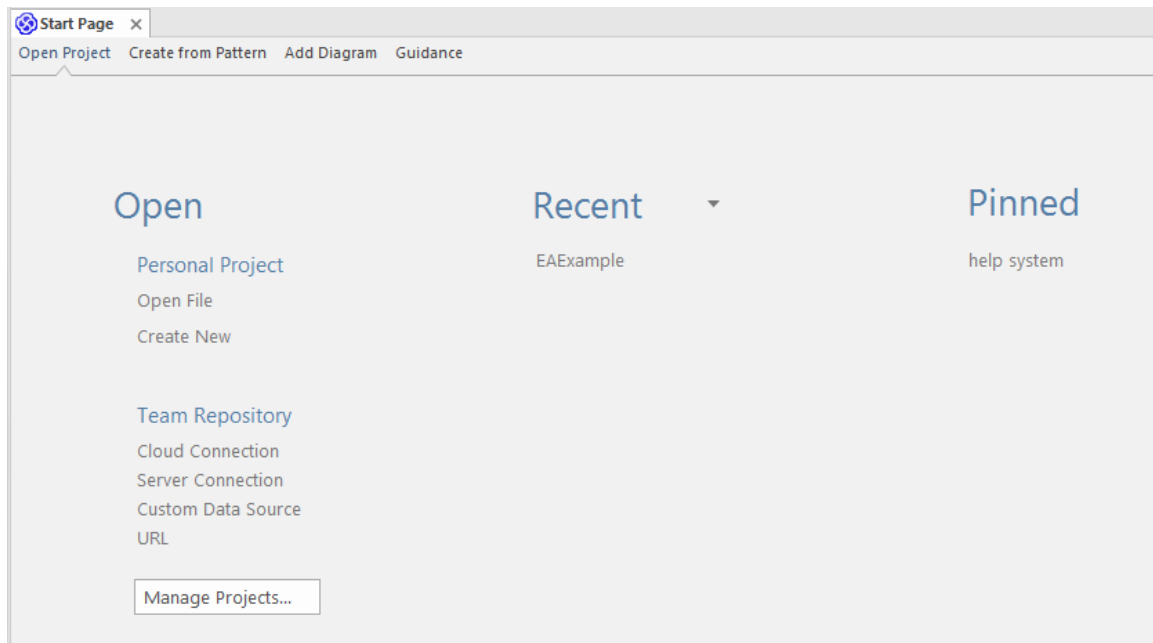 Start Page
Open Project Create from Pattern Add Diagram Guidance
Open
Personal Project
Open File
Create New
Team Repository
Cloud Connection
Server Connection
Custom Data Source
URL
Manage Projects...
Recent
EAExample
Pinned
help system